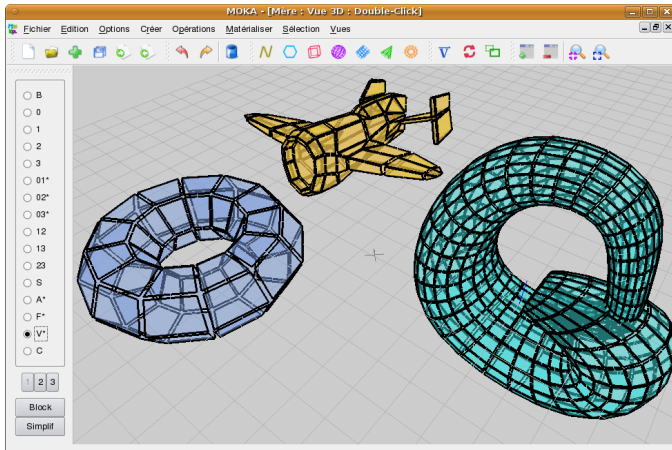 MOKA - [Mère : Vue 3D : Double-Click]
Fichier Edition Options Créer Opérations Matérialiser Sélection Vues
B
0
1
2
3
01*
02*
03*
12
13
23
S
A*
F*
V*
C
1 2 3
Block
Simplif